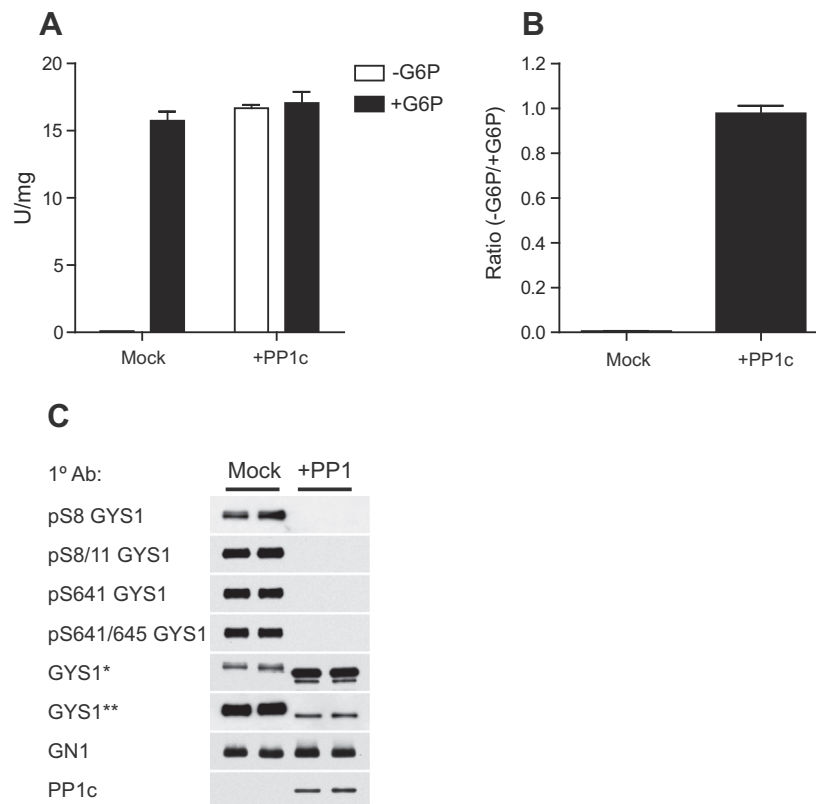 A
20
15
10
5
0
U/mg
Mock
+PP1c
-G6P
+G6P
B
1.2
1.0
0.8
0.6
0.4
0.2
0.0
Ratio (-G6P/+G6P)
Mock
+PP1c
C
1º Ab:
Mock
+PP1
pS8 GYS1
pS8/11 GYS1
pS641 GYS1
pS641/645 GYS1
GYS1*
GYS1**
GN1
PP1c